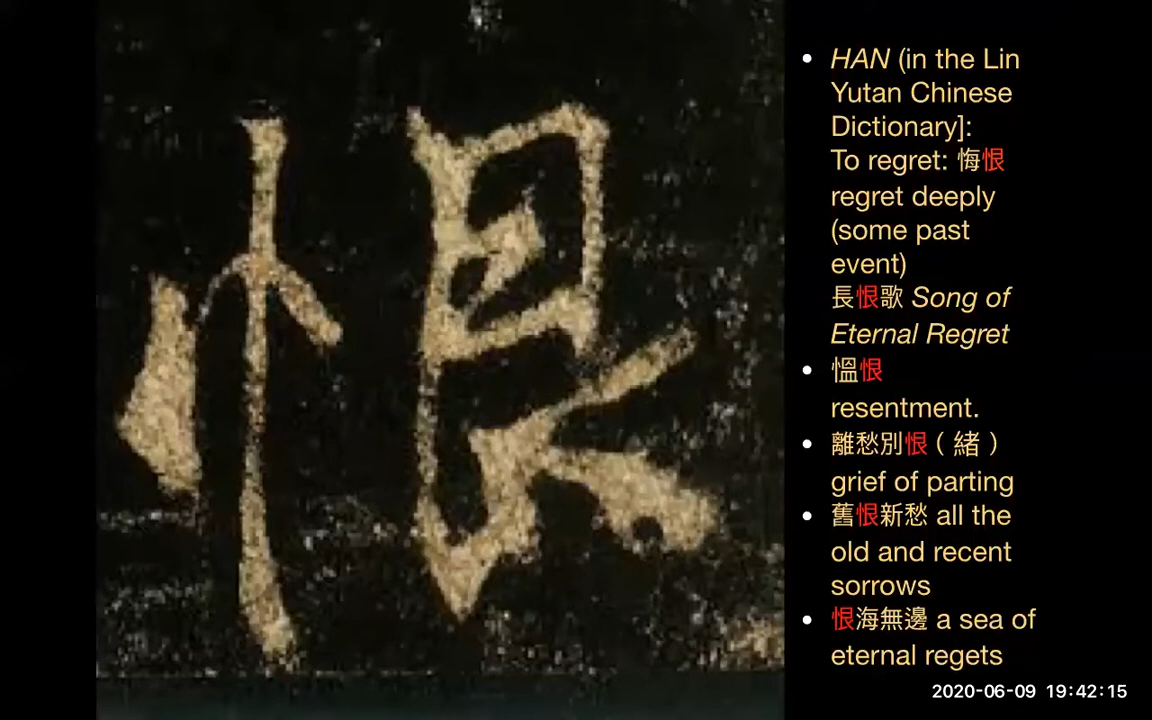 恨
HAN (in the Lin
Yutan Chinese
Dictionary]:
To regret: 悔恨
regret deeply
(some past
event)
長恨歌 Song of
Eternal Regret
慍恨
resentment.
離愁別恨（緒）
grief of parting
舊恨新愁 all the
old and recent
sorrows
恨海無邊 a sea of
eternal regets
2020-06-09 19:42:15